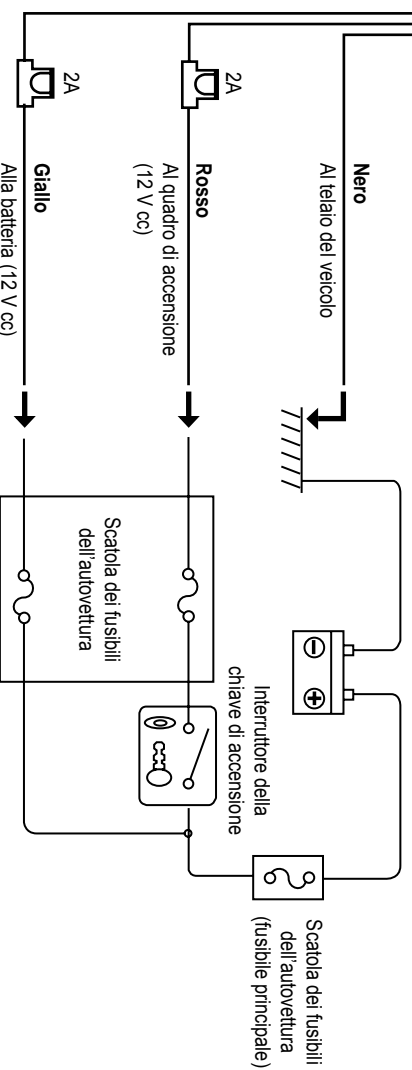 Nero
Al telaio del veicolo
− +
Scatola dei fusibili
dell'autovettura
(fusibile principale)
Interruttore della
chiave di accensione
2A
Rosso
Al quadro di accensione
(12 V cc)
Scatola dei fusibili
dell'autovettura
2A
Giallo
Alla batteria (12 V cc)